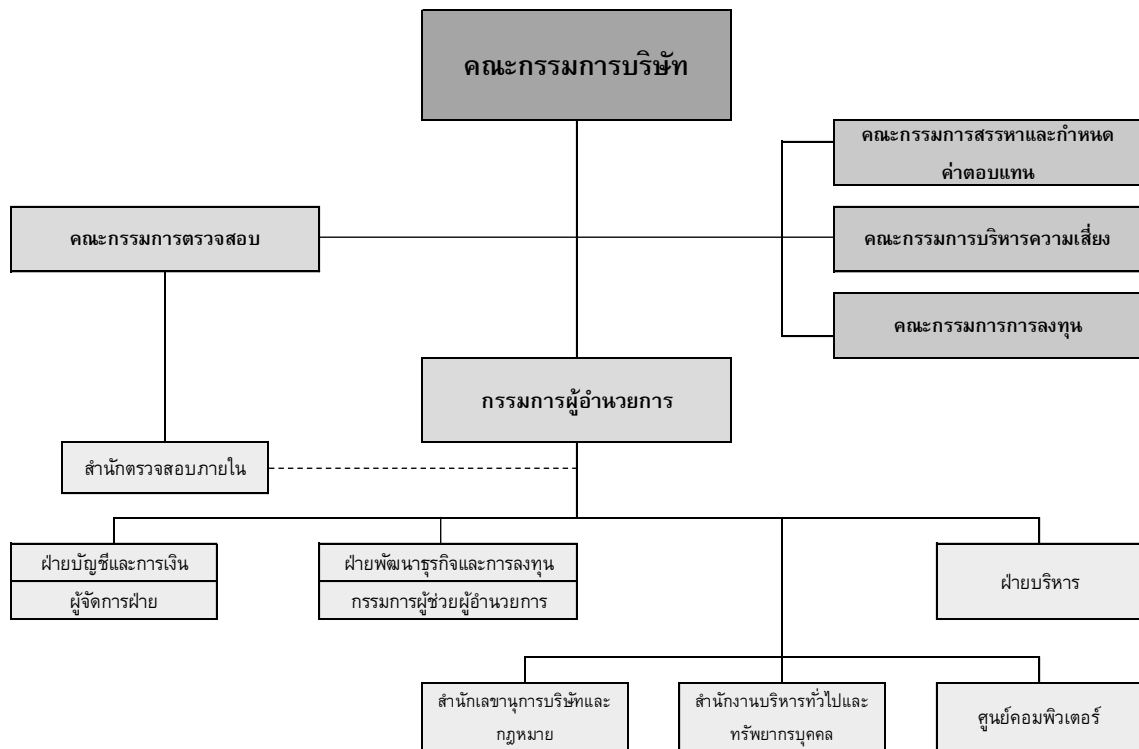 คณะกรรมการบริษัท
คณะกรรมการสรรหาและกำหนด
ค่าตอบแทน
คณะกรรมการตรวจสอบ
คณะกรรมการบริหารความเสี่ยง
คณะกรรมการการลงทุน
กรรมการผู้อำนวยการ
สำนักตรวจสอบภายใน
ฝ่ายบัญชีและการเงิน
ผู้จัดการฝ่าย
ฝ่ายพัฒนาธุรกิจและการลงทุน
กรรมการผู้ช่วยผู้อำนวยการ
ฝ่ายบริหาร
สำนักเลขานุการบริษัทและ
กฎหมาย
สำนักงานบริหารทั่วไปและ
ทรัพยากรบุคคล
ศูนย์คอมพิวเตอร์